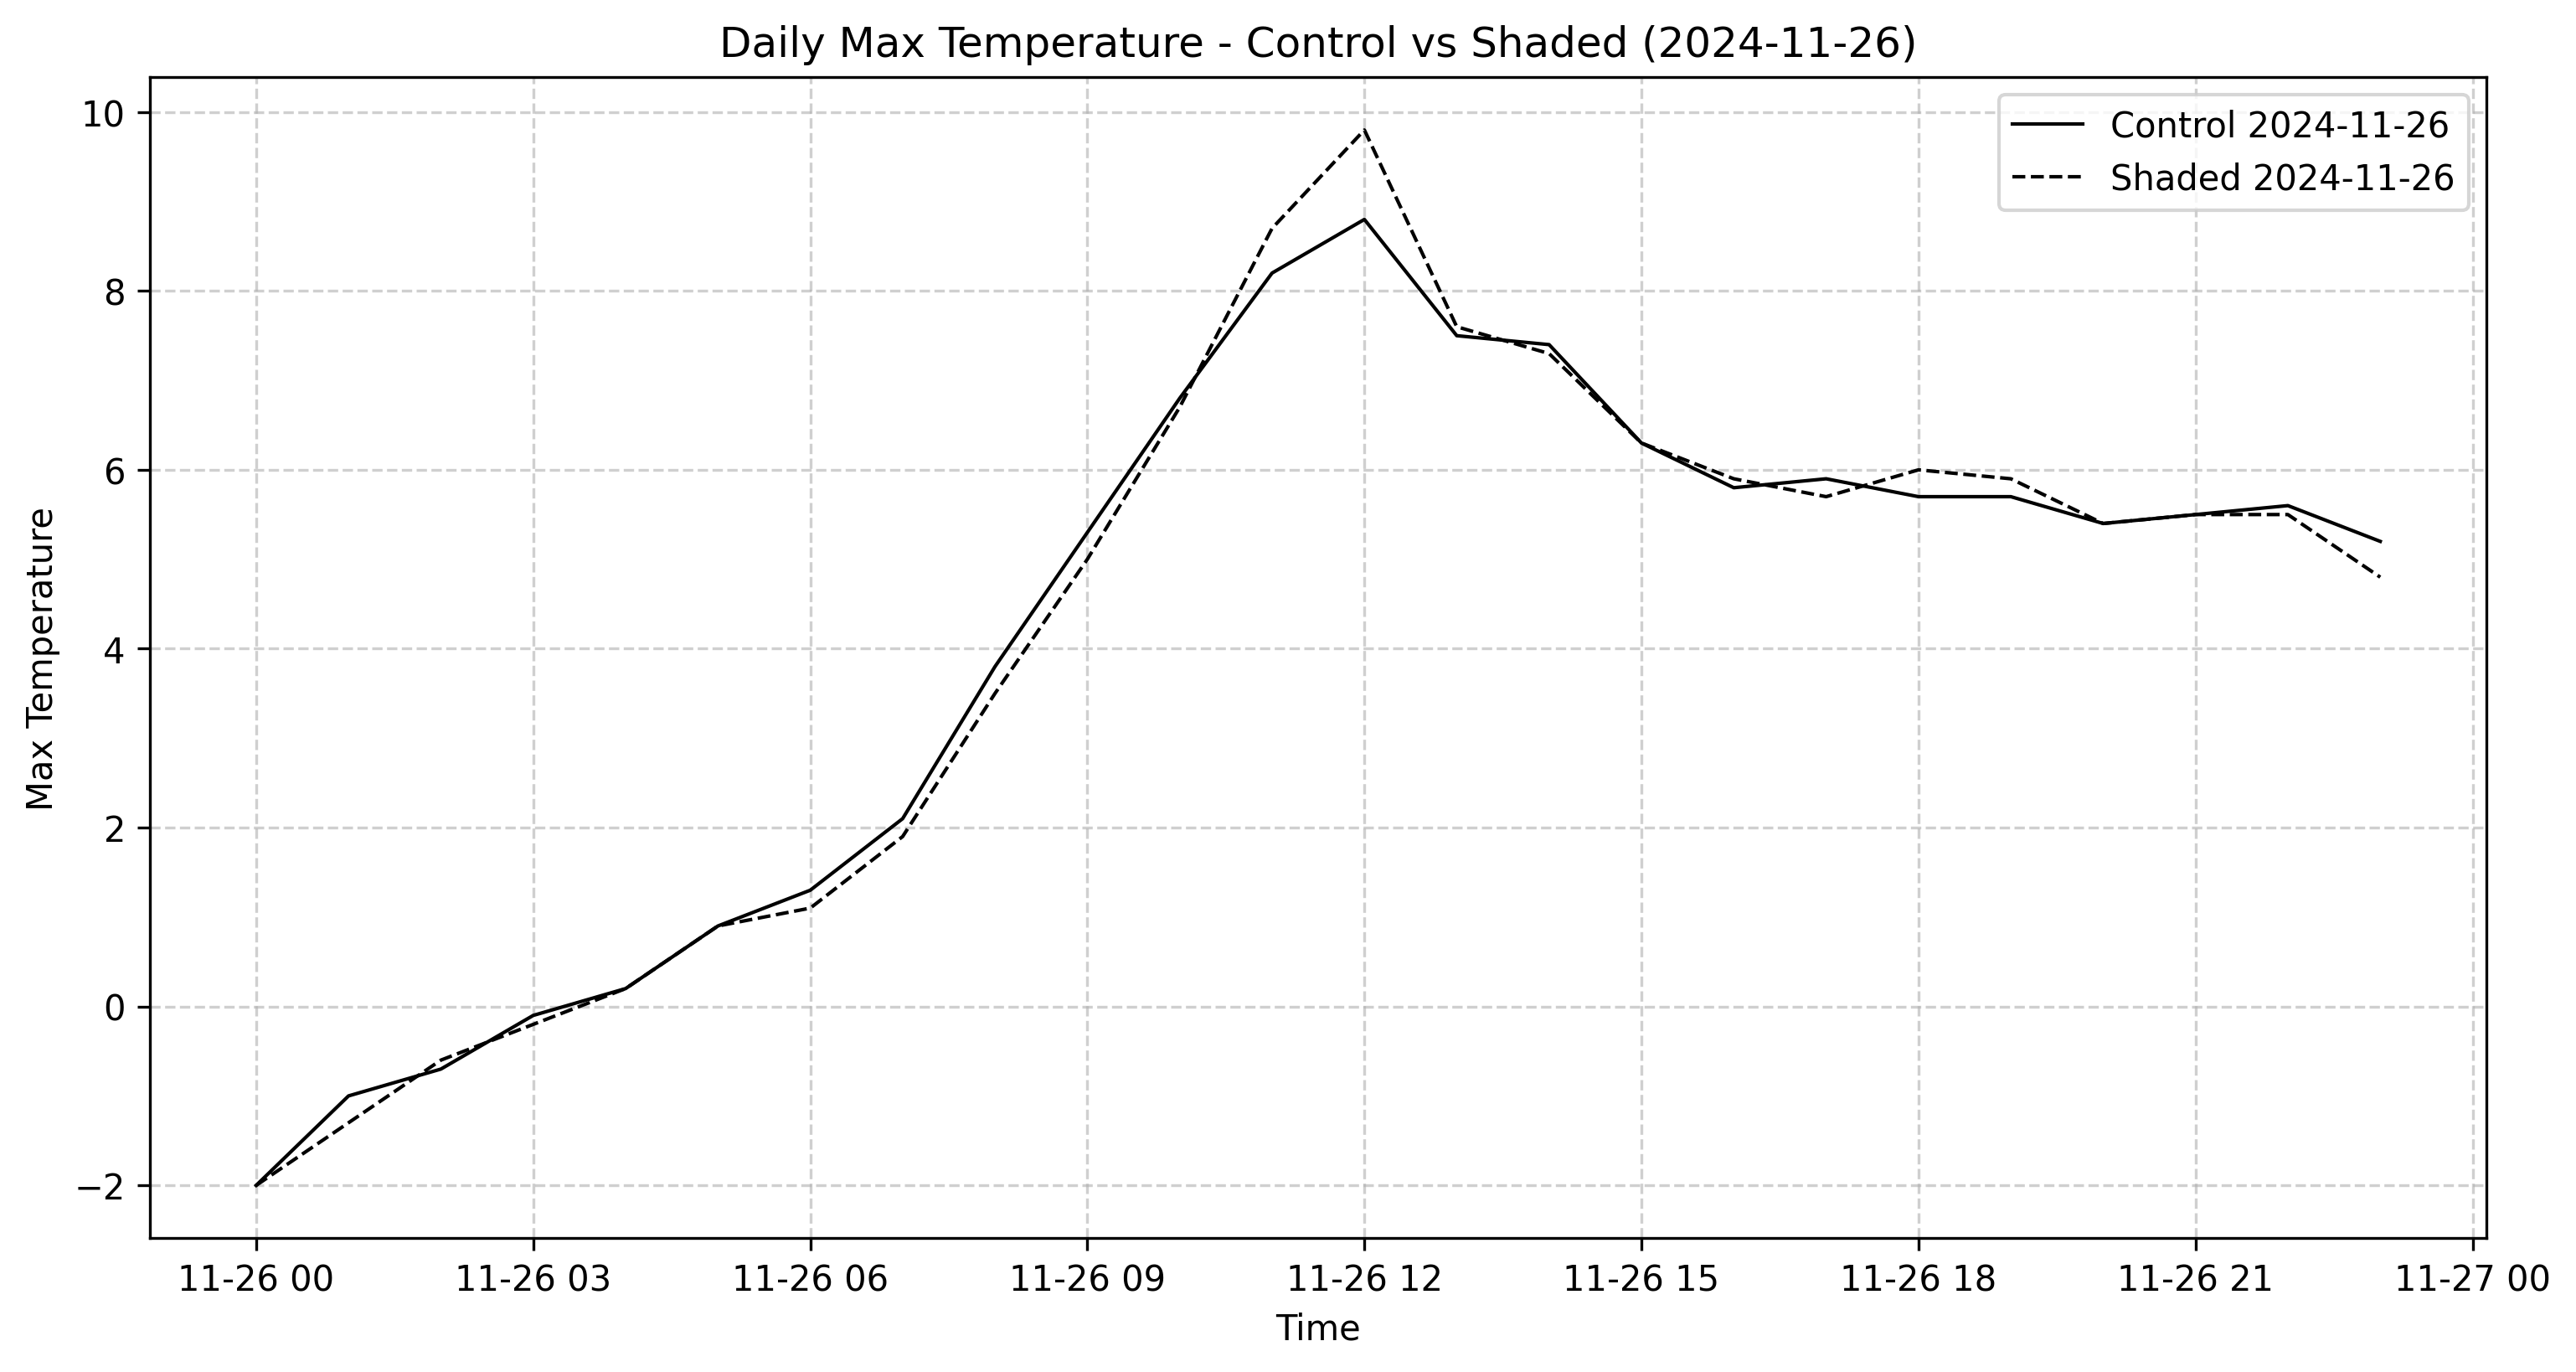 Daily Max Temperature - Control vs Shaded (2024-11-26)
Control 2024-11-26
Shaded 2024-11-26
Max Temperature
10
8
6
4
2
0
−2
11-26 00 11-26 03 11-26 06 11-26 09 11-26 12 11-26 15 11-26 18 11-26 21 11-27 00
Time